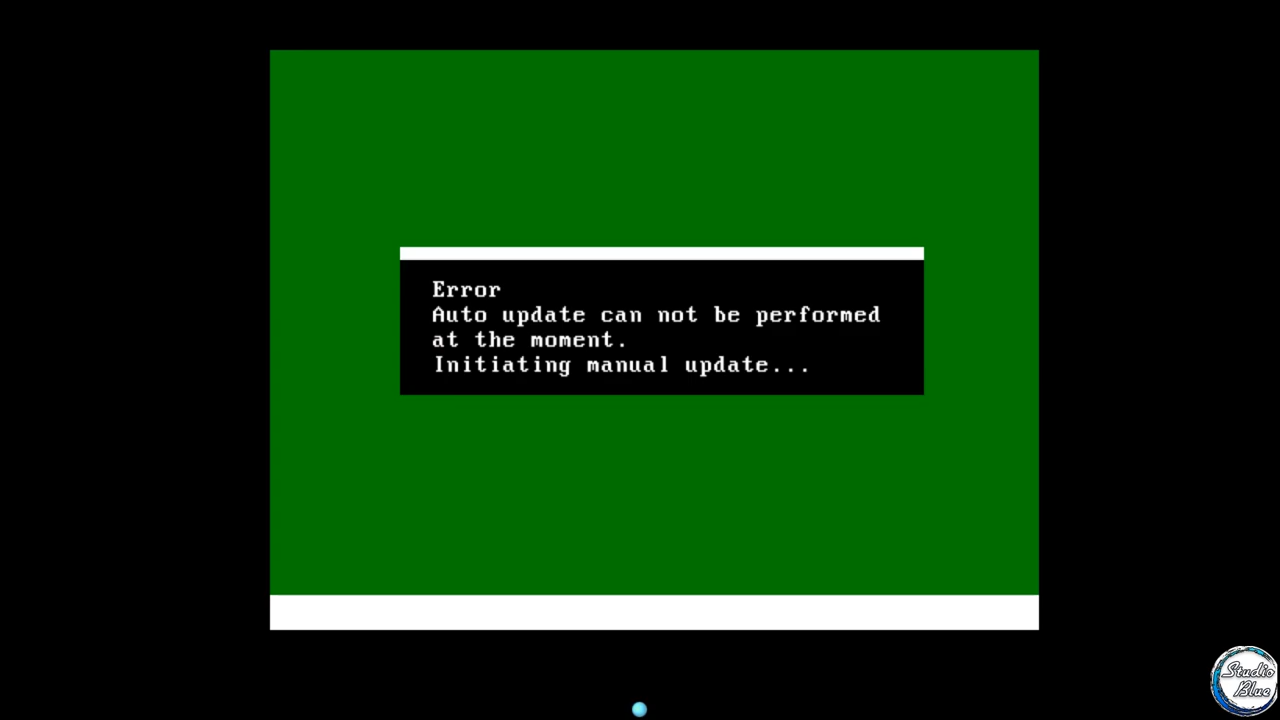 Error
Auto update can not be performed
at the moment.
Initiating manual update...
Studio
Blue